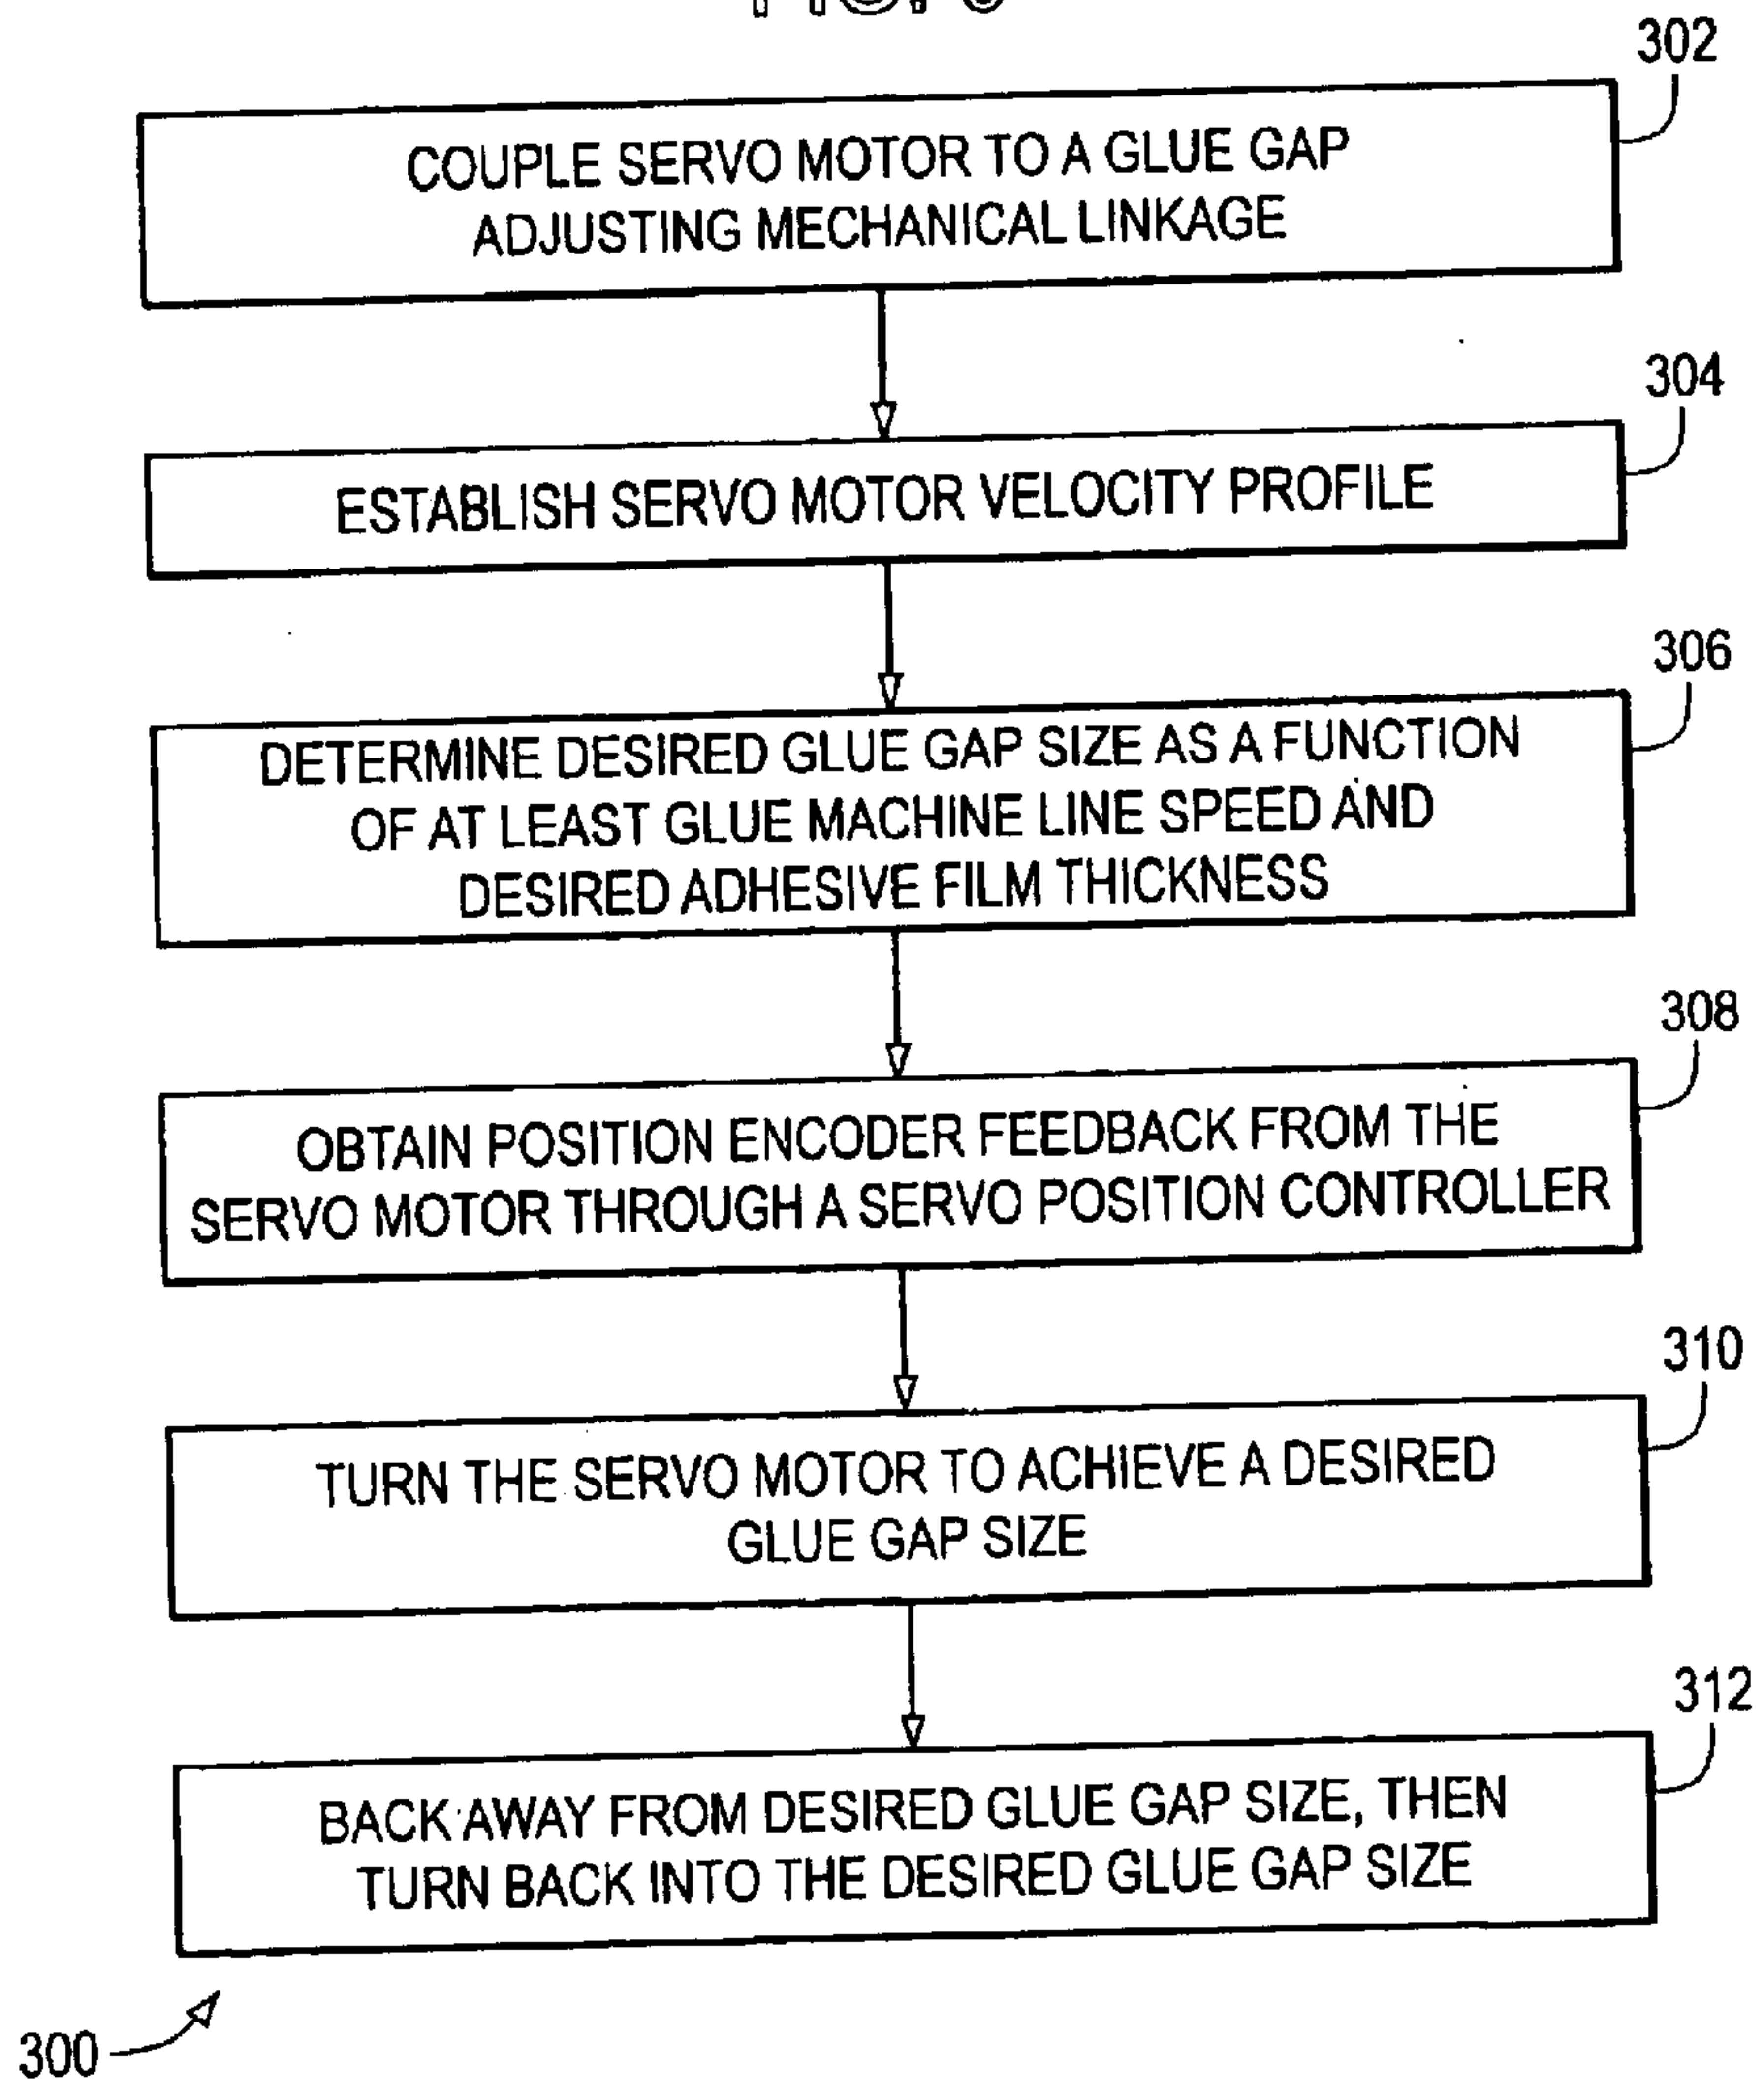 302
COUPLE SERVO MOTOR TO A GLUE GAP
ADJUSTING MECHANICAL LINKAGE
304
ESTABLISH SERVO MOTOR VELOCITY PROFILE
306
DETERMINE DESIRED GLUE GAP SIZE AS A FUNCTION
OF AT LEAST GLUE MACHINE LINE SPEED AND
DESIRED ADHESIVE FILM THICKNESS
308
OBTAIN POSITION ENCODER FEEDBACK FROM THE
SERVO MOTOR THROUGH A SERVO POSITION CONTROLLER
310
TURN THE SERVO MOTOR TO ACHIEVE A DESIRED
GLUE GAP SIZE
312
BACK AWAY FROM DESIRED GLUE GAP SIZE, THEN
TURN BACK INTO THE DESIRED GLUE GAP SIZE
300